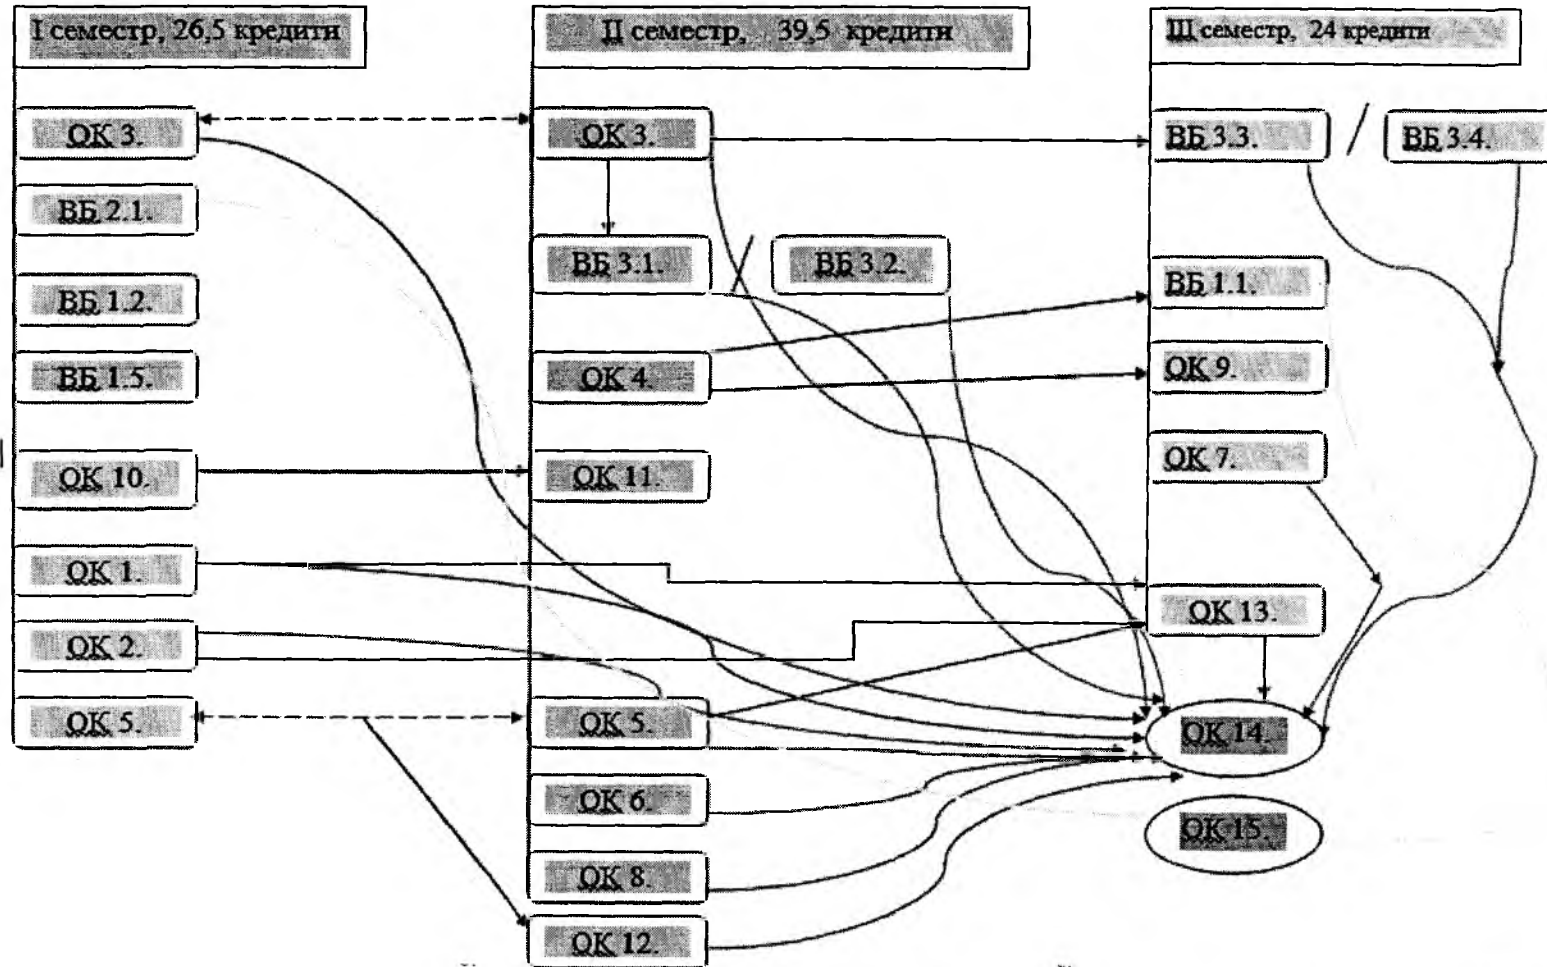 I семестр, 26,5 кредити
ОК 3.
ВБ 2.1.
ВБ 1.2.
ВБ 1.5.
ОК 10.
ОК 1.
ОК 2.
ОК 5.
II семестр, 39,5 кредити
ОК 3.
ВБ 3.1. / ВБ 3.2.
ОК 4.
ОК 11.
ОК 5.
ОК 6.
ОК 8.
ОК 12.
III семестр, 24 кредити
ВБ 3.3. / ВБ 3.4.
ВБ 1.1.
ОК 9.
ОК 7.
ОК 13.
ОК 14.
ОК 15.